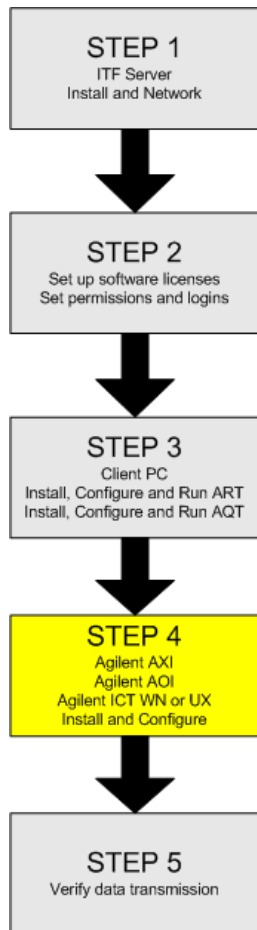 STEP 1
ITF Server
Install and Network
STEP 2
Set up software licenses
Set permissions and logins
STEP 3
Client PC
Install, Configure and Run ART
Install, Configure and Run AQT
STEP 4
Agilent AXI
Agilent AOI
Agilent ICT WN or UX
Install and Configure
STEP 5
Verify data transmission